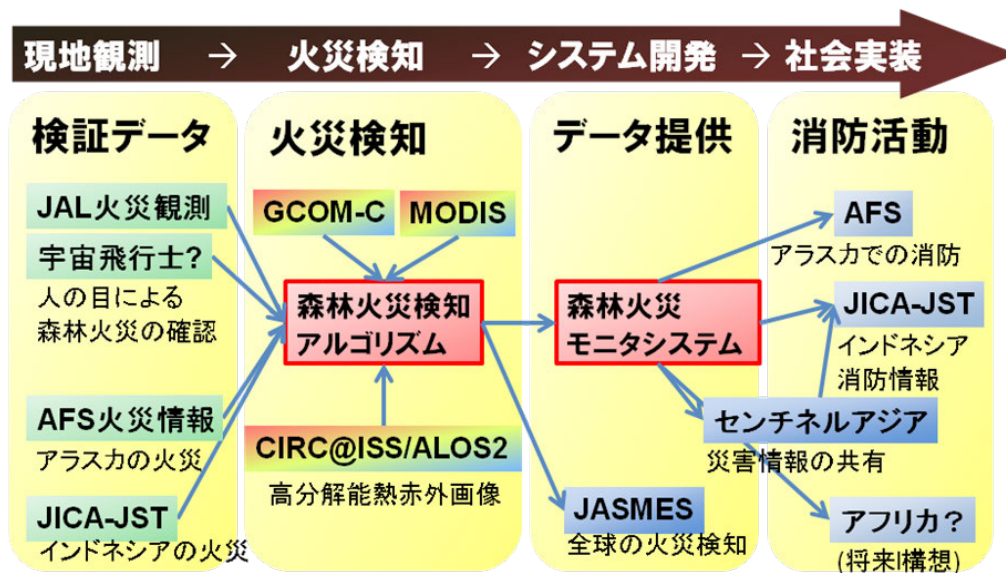 現地観測 → 火災検知 → システム開発 → 社会実装
検証データ
JAL火災観測
宇宙飛行士?
人の目による
森林火災の確認
AFS火災情報
アラスカの火災
JICA-JST
インドネシアの火災
火災検知
GCOM-C
MODIS
森林火災検知
アルゴリズム
CIRC@ISS/ALOS2
高分解能熱赤外画像
データ提供
森林火災
モニタシステム
JASMES
全球の火災検知
消防活動
AFS
アラスカでの消防
JICA-JST
インドネシア
消防情報
センチネルアジア
災害情報の共有
アフリカ？
(将来構想)